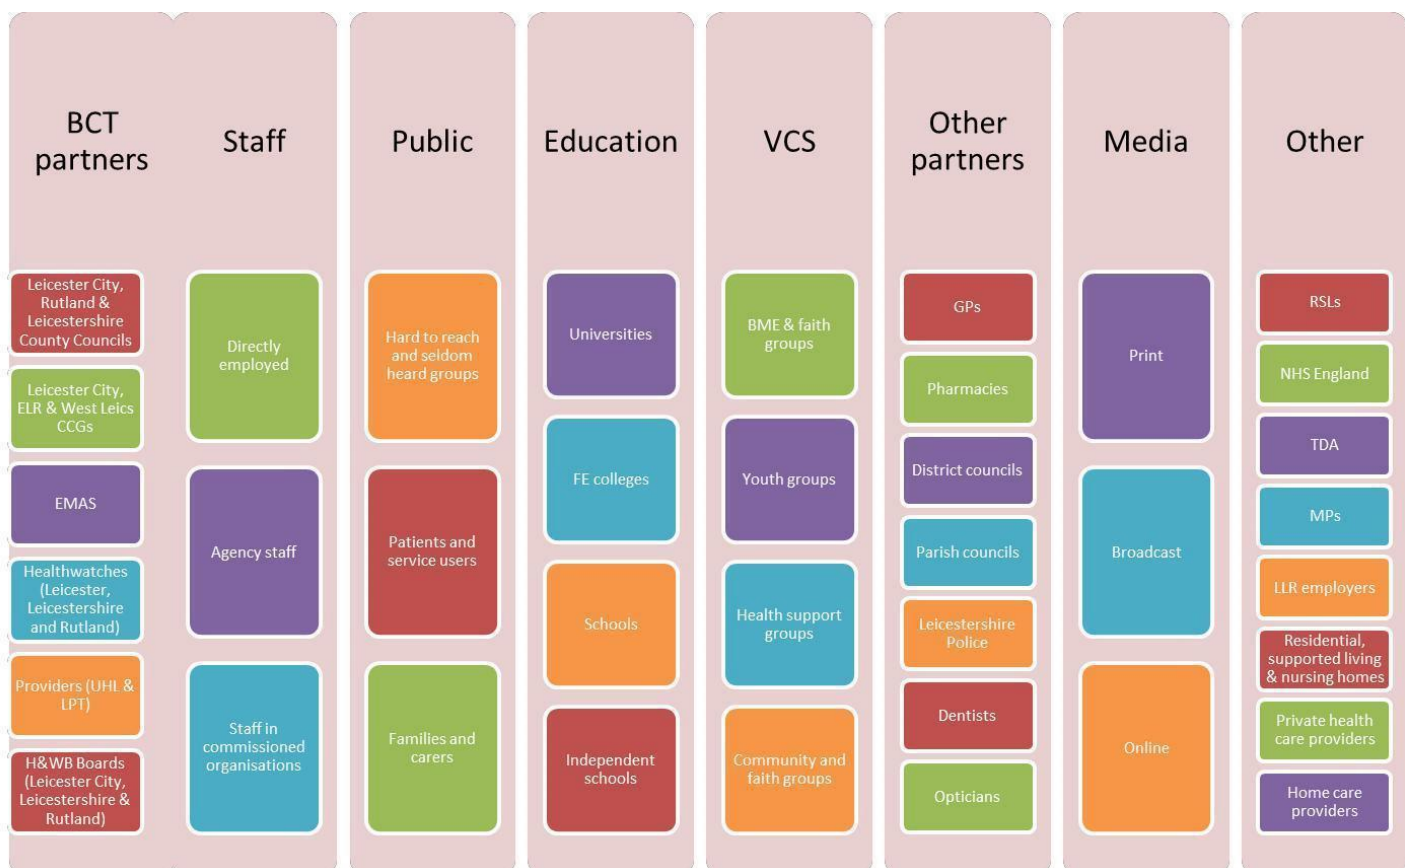 BCT
partners
Leicester City,
Rutland &
Leicestershire
County Councils
Leicester City,
ELR & West Leics
CCGs
EMAS
Healthwatches
(Leicester,
Leicestershire
and Rutland)
Providers (UHL &
LPT)
H&WB Boards
(Leicester City,
Leicestershire &
Rutland)
Staff
Directly
employed
Agency staff
Staff in
commissioned
organisations
Public
Hard to reach
and seldom
heard groups
Patients and
service users
Families and
carers
Education
Universities
FE colleges
Schools
Independent
schools
VCS
BME & faith
groups
Youth groups
Health support
groups
Community and
faith groups
Other
partners
GPs
Pharmacies
District councils
Parish councils
Leicestershire
Police
Dentists
Opticians
Media
Print
Broadcast
Online
Other
RSLs
NHS England
TDA
MPs
LLR employers
Residential,
supported living
& nursing homes
Private health
care providers
Home care
providers